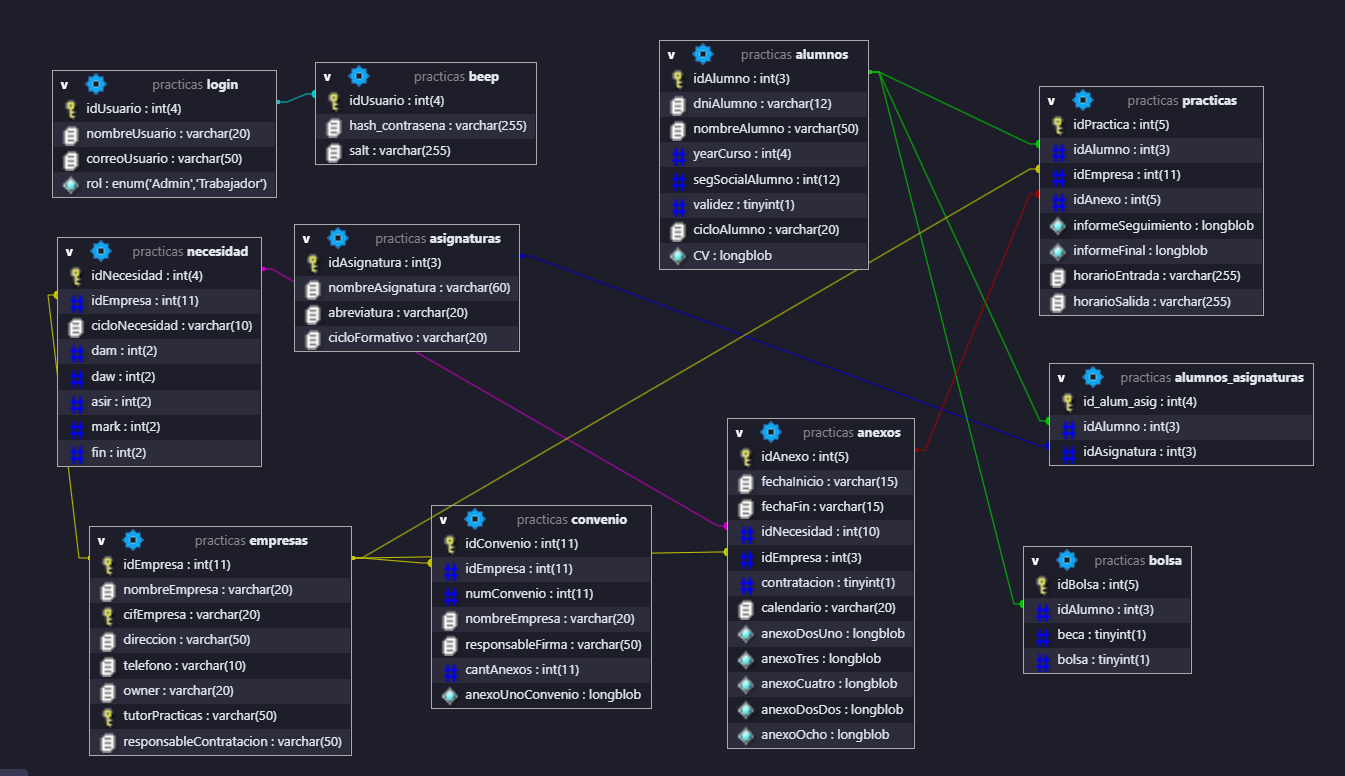 v practicas login
idUsuario : int(4)
nombreUsuario : varchar(20)
correoUsuario : varchar(50)
rol : enum('Admin','Trabajador')
v practicas beep
idUsuario : int(4)
hash_contrasena : varchar(255)
salt : varchar(255)
v practicas alumnos
idAlumno : int(3)
dniAlumno : varchar(12)
nombreAlumno : varchar(50)
yearCurso : int(4)
segSocialAlumno : int(12)
validez : tinyint(1)
cicloAlumno : varchar(20)
CV : longblob
v practicas practicas
idPractica : int(5)
idAlumno : int(3)
idEmpresa : int(11)
idAnexo : int(5)
informeSeguimiento : longblob
informeFinal : longblob
horarioEntrada : varchar(255)
horarioSalida : varchar(255)
v practicas necesidad
idNecesidad : int(4)
idEmpresa : int(11)
cicloNecesidad : varchar(10)
dam : int(2)
daw : int(2)
asir : int(2)
mark : int(2)
fin : int(2)
v practicas asignaturas
idAsignatura : int(3)
nombreAsignatura : varchar(60)
abreviatura : varchar(20)
cicloFormativo : varchar(20)
v practicas alumnos_asignaturas
id_alum_asig : int(4)
idAlumno : int(3)
idAsignatura : int(3)
v practicas anexos
idAnexo : int(5)
fechaInicio : varchar(15)
fechaFin : varchar(15)
idNecesidad : int(10)
idEmpresa : int(3)
contratacion : tinyint(1)
calendario : varchar(20)
anexoDosUno : longblob
anexoTres : longblob
anexoCuatro : longblob
anexoDosDos : longblob
anexoOcho : longblob
v practicas empresas
idEmpresa : int(11)
nombreEmpresa : varchar(20)
cifEmpresa : varchar(20)
direccion : varchar(50)
telefono : varchar(10)
owner : varchar(20)
tutorPracticas : varchar(50)
responsableContratacion : varchar(50)
v practicas convenio
idConvenio : int(11)
idEmpresa : int(11)
numConvenio : int(11)
nombreEmpresa : varchar(20)
responsableFirma : varchar(50)
cantAnexos : int(11)
anexoUnoConvenio : longblob
v practicas bolsa
idBolsa : int(5)
idAlumno : int(3)
beca : tinyint(1)
bolsa : tinyint(1)